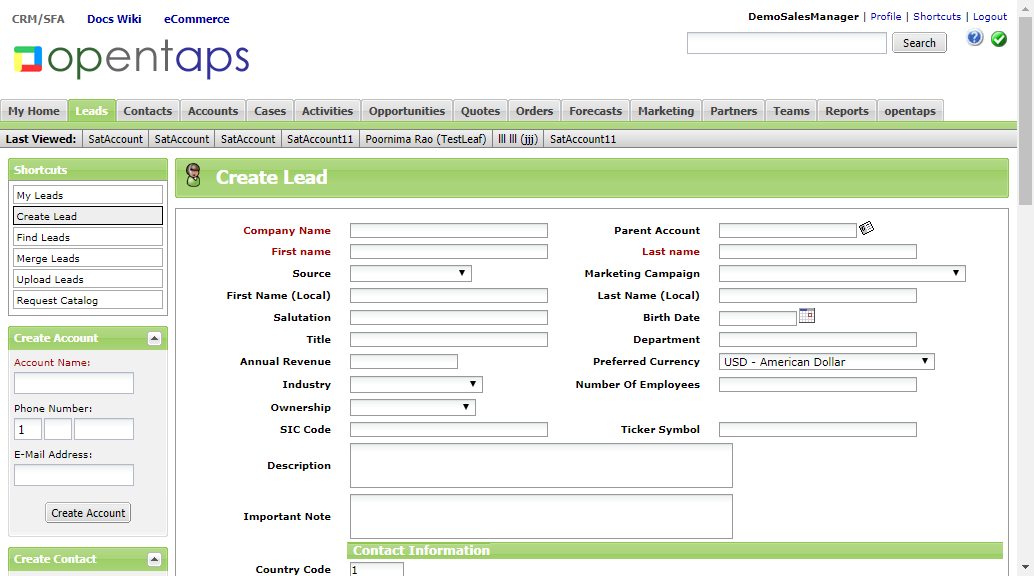 CRM/SFA Docs Wiki eCommerce
DemoSalesManager | Profile | Shortcuts | Logout
opentaps
Search
My Home Leads Contacts Accounts Cases Activities Opportunities Quotes Orders Forecasts Marketing Partners Teams Reports opentaps
Last Viewed: SatAccount SatAccount SatAccount SatAccount11 Poornima Rao (TestLeaf) lll lll (jjj) SatAccount11
Shortcuts
My Leads
Create Lead
Find Leads
Merge Leads
Upload Leads
Request Catalog
Create Account
Account Name:
Phone Number:
1
E-Mail Address:
Create Account
Create Contact
Create Lead
Company Name Parent Account
First name Last name
Source Marketing Campaign
First Name (Local) Last Name (Local)
Salutation Birth Date
Title Department
Annual Revenue Preferred Currency USD - American Dollar
Industry Number Of Employees
Ownership
SIC Code Ticker Symbol
Description
Important Note
Contact Information
Country Code 1